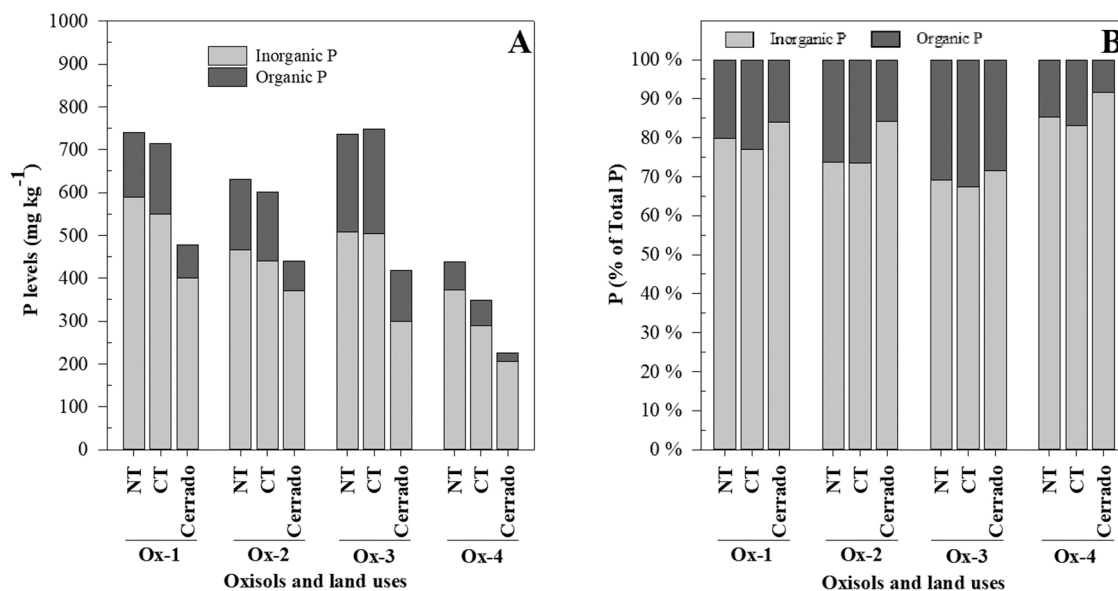 A
Inorganic P
Organic P
P levels (mg kg⁻¹)
1000
900
800
700
600
500
400
300
200
100
0
NT CT Cerrado NT CT Cerrado NT CT Cerrado NT CT Cerrado
Ox-1 Ox-2 Ox-3 Ox-4
Oxisols and land uses
B
Inorganic P Organic P
P (% of Total P)
100 %
90 %
80 %
70 %
60 %
50 %
40 %
30 %
20 %
10 %
0 %
NT CT Cerrado NT CT Cerrado NT CT Cerrado NT CT Cerrado
Ox-1 Ox-2 Ox-3 Ox-4
Oxisols and land uses